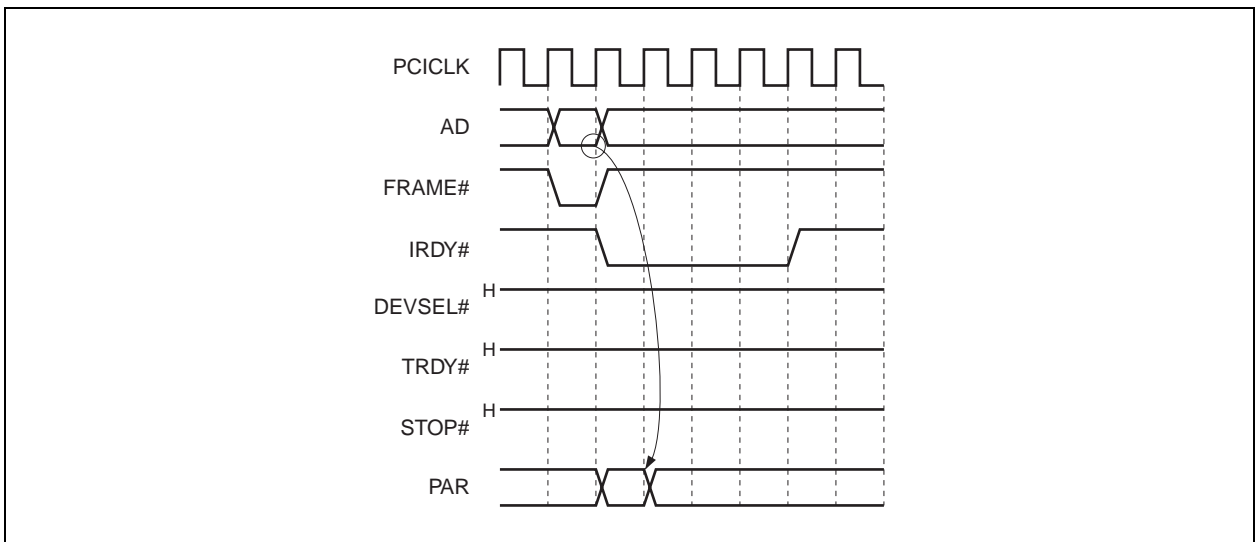 PCICLK
AD
FRAME#
IRDY#
H
DEVSEL#
H
TRDY#
H
STOP#
PAR